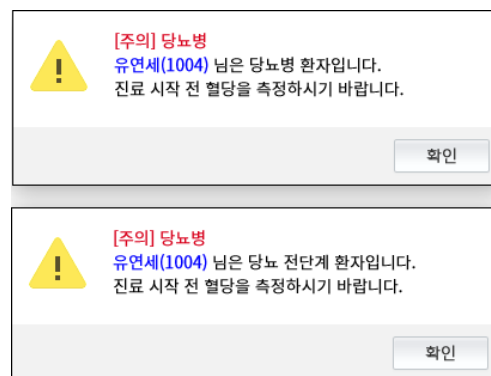 [주의] 당뇨병
유연세(1004) 님은 당뇨병 환자입니다.
진료 시작 전 혈당을 측정하시기 바랍니다.
확인
[주의] 당뇨병
유연세(1004) 님은 당뇨 전단계 환자입니다.
진료 시작 전 혈당을 측정하시기 바랍니다.
확인